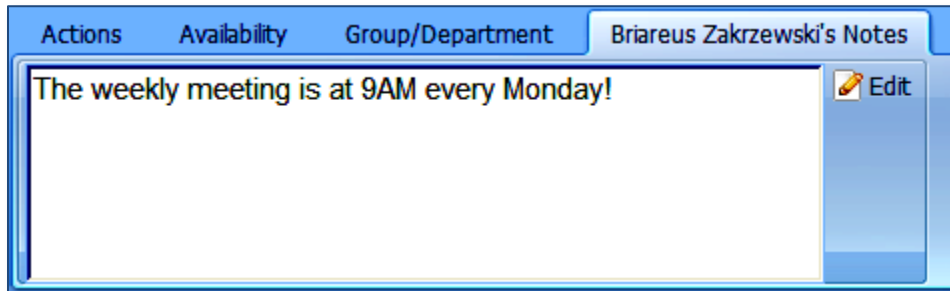 Actions Availability Group/Department Briareus Zakrzewski's Notes
The weekly meeting is at 9AM every Monday! Edit